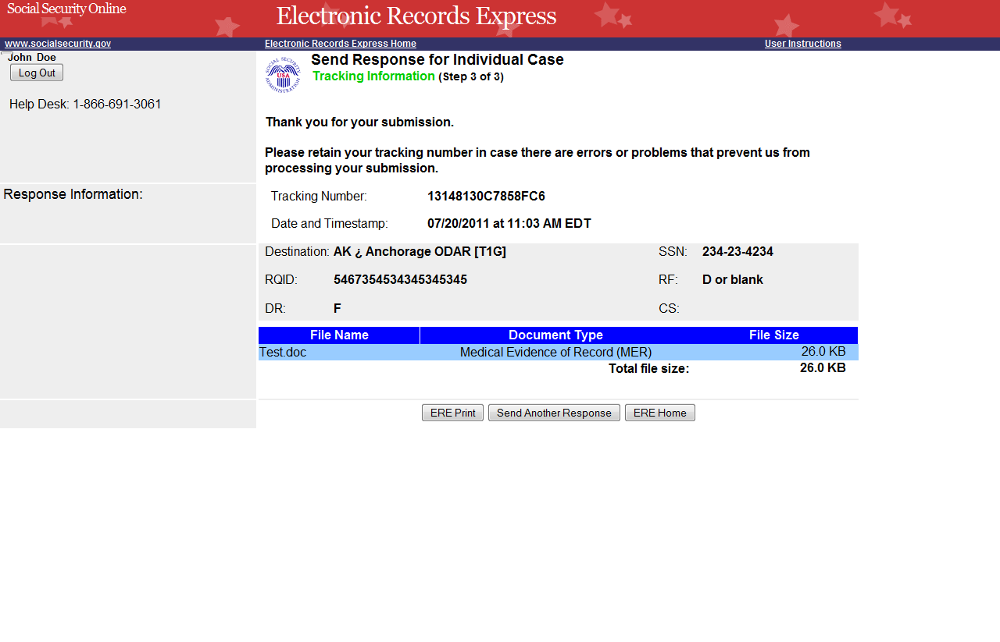 Social Security Online
Electronic Records Express
www.socialsecurity.gov
Electronic Records Express Home
User Instructions
John Doe
Log Out
Help Desk: 1-866-691-3061
SOCIAL SECURITY ADMINISTRATION
USA
Send Response for Individual Case
Tracking Information (Step 3 of 3)
Thank you for your submission.
Please retain your tracking number in case there are errors or problems that prevent us from
processing your submission.
Response Information:
Tracking Number: 13148130C7858FC6
Date and Timestamp: 07/20/2011 at 11:03 AM EDT
Destination: AK ¿ Anchorage ODAR [T1G] SSN: 234-23-4234
RQID: 5467354534345345345 RF: D or blank
DR: F CS:
File Name Document Type File Size
Test.doc Medical Evidence of Record (MER) 26.0 KB
Total file size: 26.0 KB
ERE Print Send Another Response ERE Home